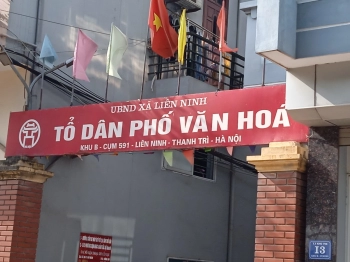 UBND XÃ LIÊN NINH
TỔ DÂN PHỐ VĂN HOÁ
KHU B - CỤM 591 - LIÊN NINH - THANH TRÌ - HÀ NỘI
13